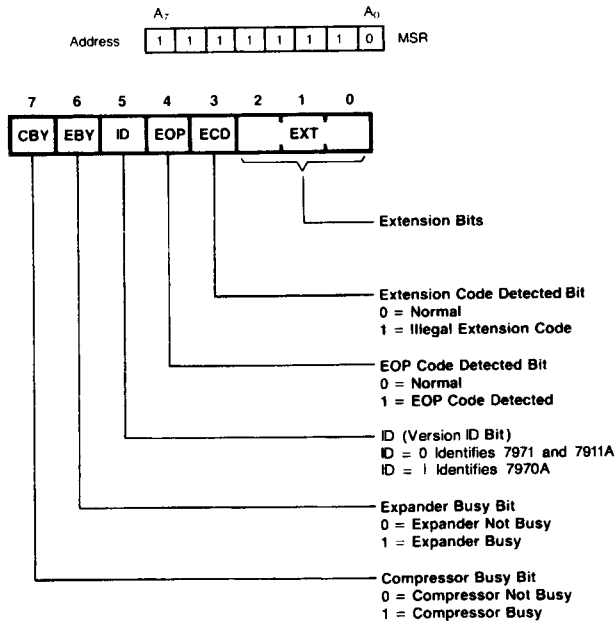 A₇ A₀
Address 1 1 1 1 1 1 1 0 MSR
7 6 5 4 3 2 1 0
CBY EBY ID EOP ECD EXT
Extension Bits
Extension Code Detected Bit
0 = Normal
1 = Illegal Extension Code
EOP Code Detected Bit
0 = Normal
1 = EOP Code Detected
ID (Version ID Bit)
ID = 0 Identifies 7971 and 7911A
ID = I Identifies 7970A
Expander Busy Bit
0 = Expander Not Busy
1 = Expander Busy
Compressor Busy Bit
0 = Compressor Not Busy
1 = Compressor Busy